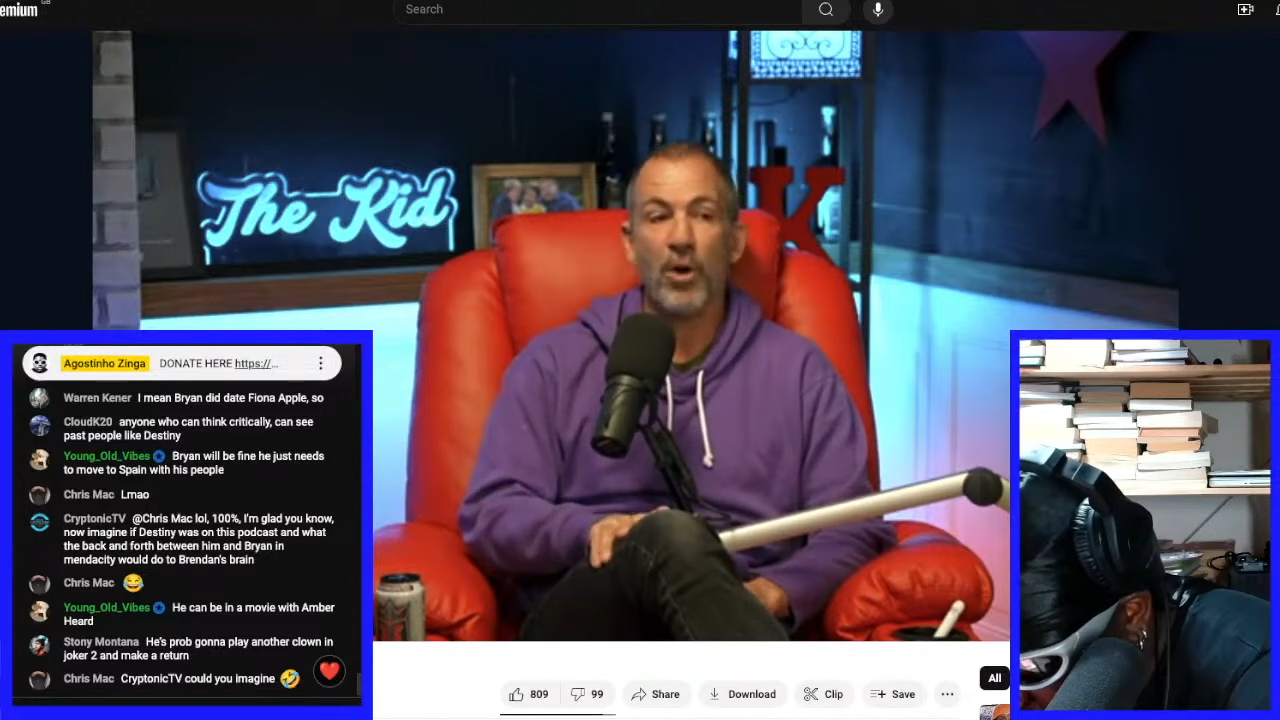 emium GB
Search
The Kid
K
Agostinho Zinga DONATE HERE https://...
Warren Kener I mean Bryan did date Fiona Apple, so
CloudK20 anyone who can think critically, can see
past people like Destiny
Young_Old_Vibes Bryan will be fine he just needs
to move to Spain with his people
Chris Mac Lmao
CryptonicTV @Chris Mac lol, 100%, I'm glad you know,
now imagine if Destiny was on this podcast and what
the back and forth between him and Bryan in
mendacity would do to Brendan's brain
Chris Mac 😂
Young_Old_Vibes He can be in a movie with Amber
Heard
Stony Montana He's prob gonna play another clown in
joker 2 and make a return
Chris Mac CryptonicTV could you imagine 🤣
809 99 Share Download Clip Save ...
All